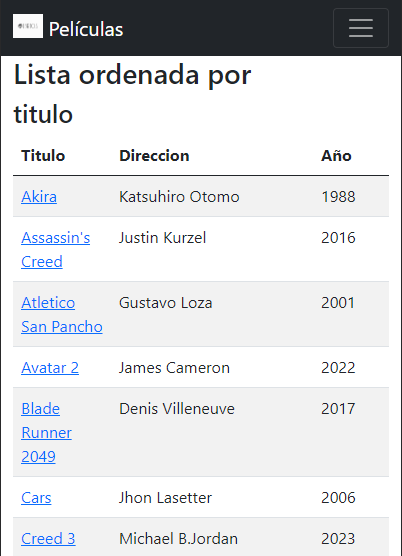 Películas
Lista ordenada por
titulo
Titulo Direccion Año
Akira Katsuhiro Otomo 1988
Assassin's Justin Kurzel 2016
Creed
Atletico Gustavo Loza 2001
San Pancho
Avatar 2 James Cameron 2022
Blade Denis Villeneuve 2017
Runner
2049
Cars Jhon Lasetter 2006
Creed 3 Michael B.Jordan 2023